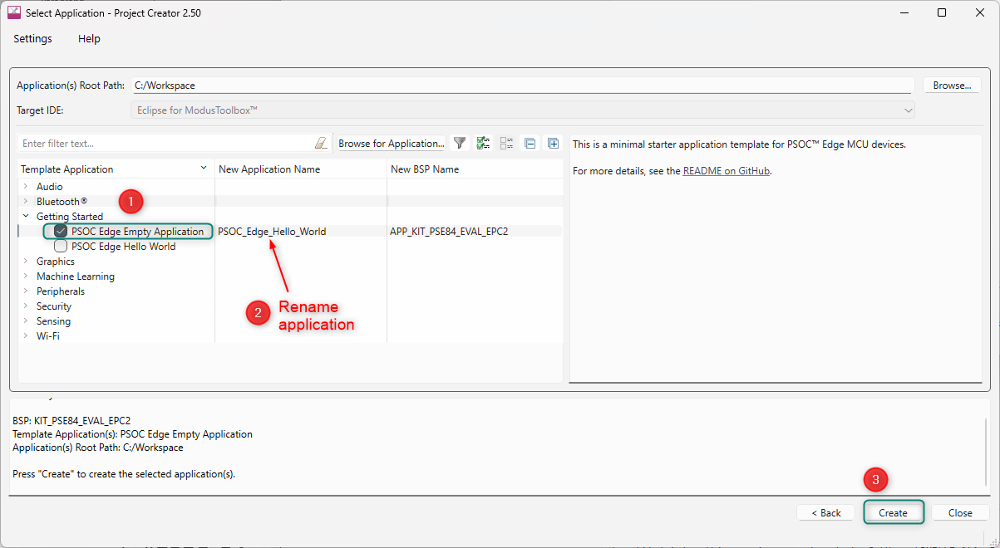 Select Application - Project Creator 2.50
Settings Help
Application(s) Root Path: C:/Workspace Browse...
Target IDE: Eclipse for ModusToolbox™
Enter filter text... Browse for Application...
Template Application New Application Name New BSP Name
Audio
Bluetooth®
1
Getting Started
PSOC Edge Empty Application PSOC_Edge_Hello_World APP_KIT_PSE84_EVAL_EPC2
PSOC Edge Hello World
Graphics
Machine Learning
Peripherals
Security
Sensing
Wi-Fi
2 Rename
application
This is a minimal starter application template for PSOC™ Edge MCU devices.
For more details, see the README on GitHub.
BSP: KIT_PSE84_EVAL_EPC2
Template Application(s): PSOC Edge Empty Application
Application(s) Root Path: C:/Workspace
Press "Create" to create the selected application(s).
3
< Back Create Close